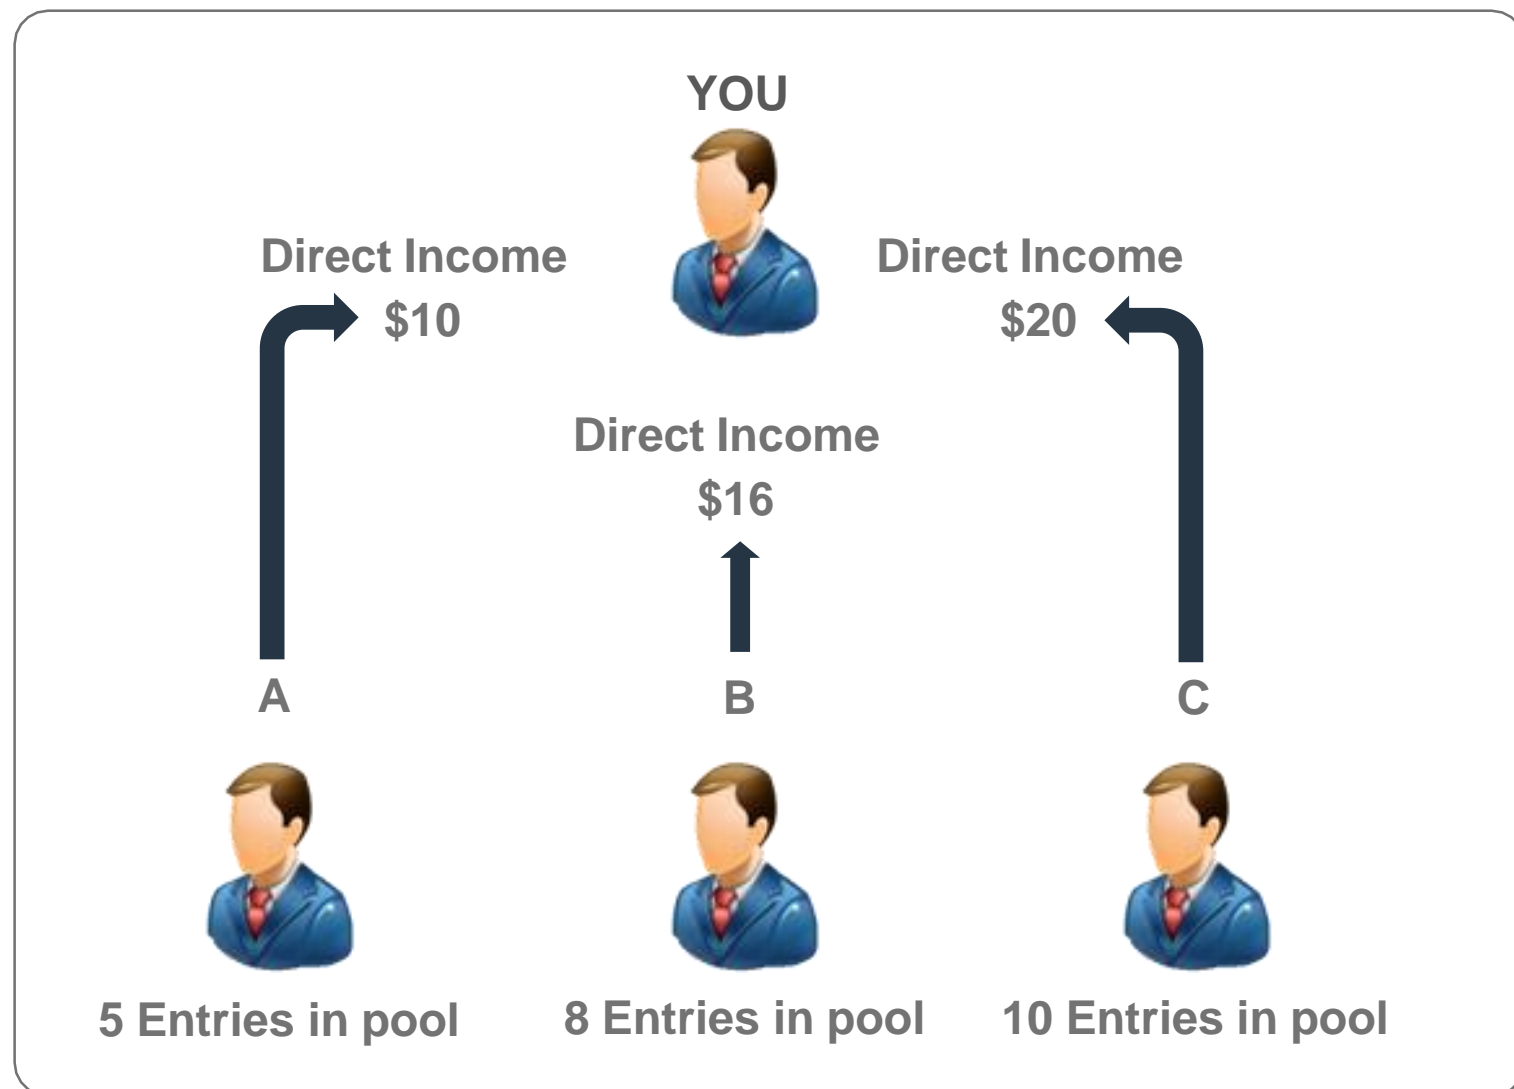 YOU
Direct Income
$10
Direct Income
$20
Direct Income
$16
A
B
C
5 Entries in pool
8 Entries in pool
10 Entries in pool